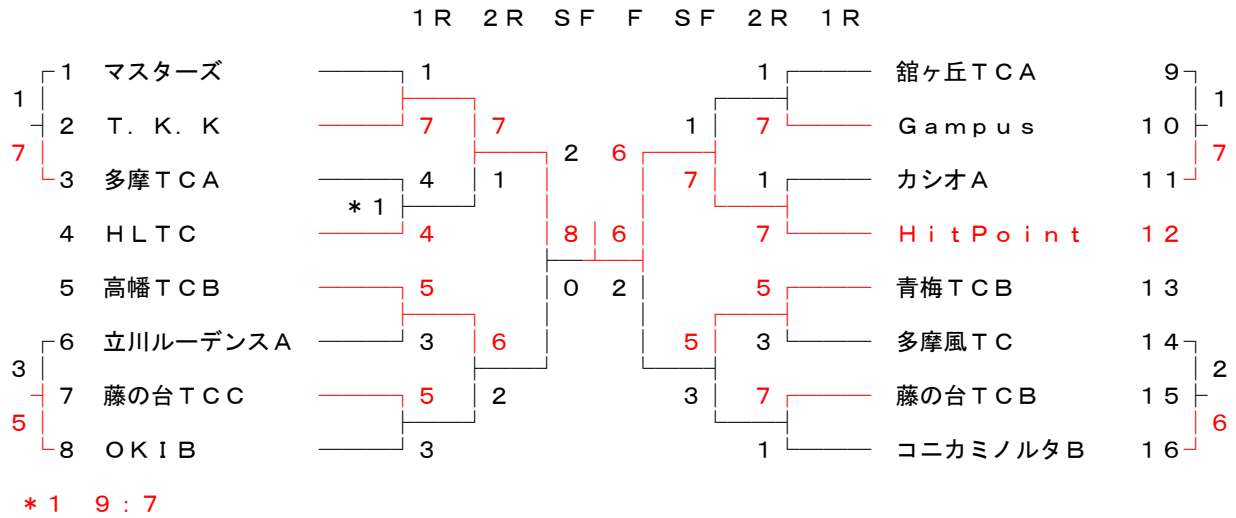 １Ｒ ２Ｒ ＳＦ Ｆ ＳＦ ２Ｒ １Ｒ
１ マスターズ １ １ 舘ヶ丘ＴＣＡ ９
１ １
２ Ｔ．Ｋ．Ｋ ７ ７ １ ７ Ｇａｍｐｕｓ １０
７ ２ ６ ７
３ 多摩ＴＣＡ ４ １ ７ １ カシオＡ １１
＊１
４ ＨＬＴＣ ４ ８ ６ ７ ＨｉｔＰｏｉｎｔ １２
５ 高幡ＴＣＢ ５ ０ ２ ５ 青梅ＴＣＢ １３
６ 立川ルーデンスＡ ３ ６ ５ ３ 多摩風ＴＣ １４
３ ２
７ 藤の台ＴＣＣ ５ ２ ３ ７ 藤の台ＴＣＢ １５
５ ６
８ ＯＫＩＢ ３ １ コニカミノルタＢ １６
＊１ ９：７